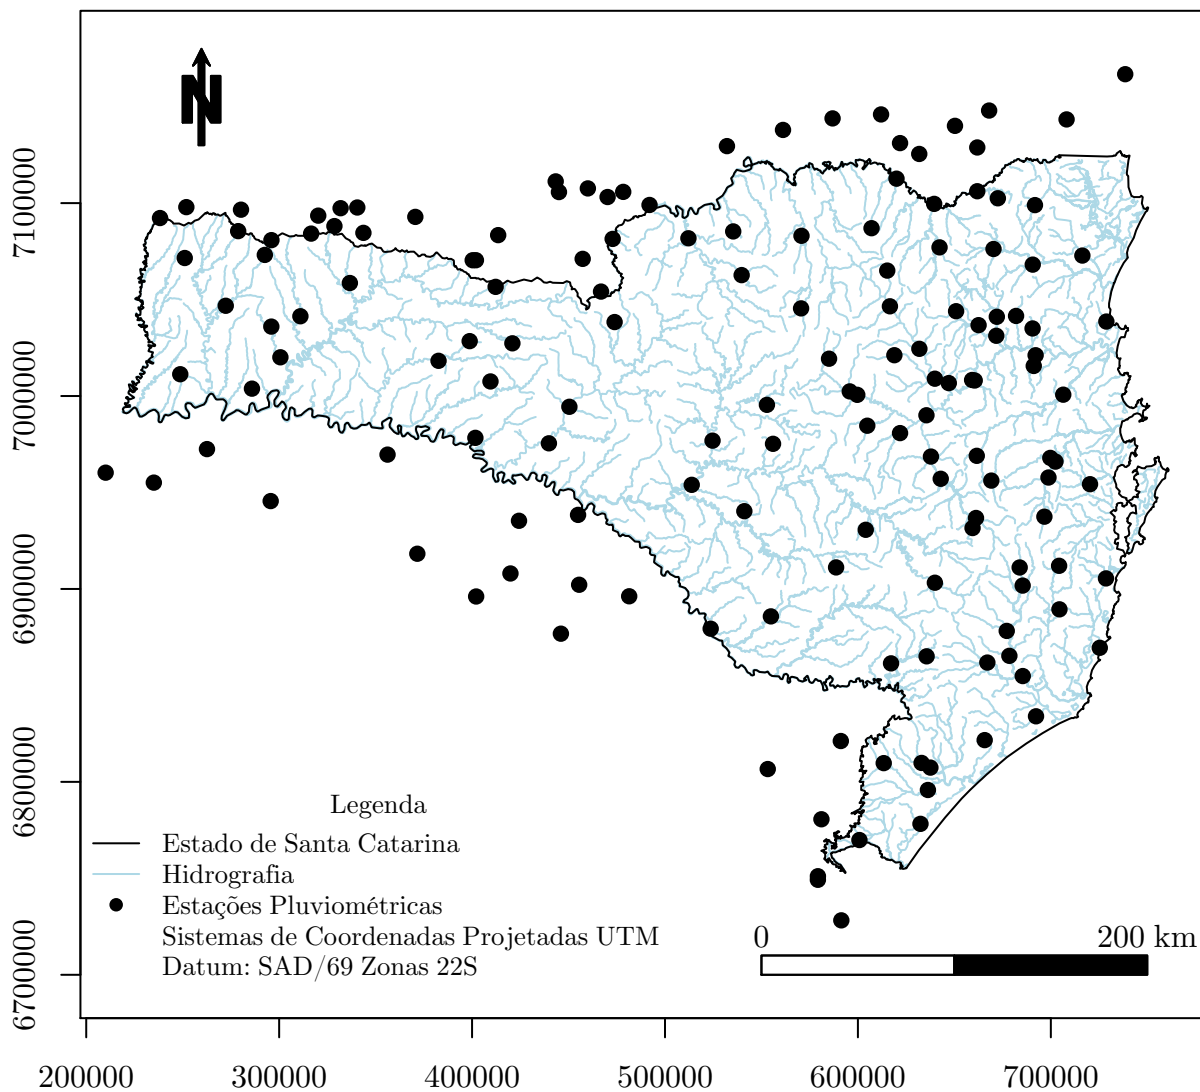 N
7100000
7000000
6900000
6800000
6700000
Legenda
Estado de Santa Catarina
Hidrografia
Estações Pluviométricas
Sistemas de Coordenadas Projetadas UTM
Datum: SAD/69 Zonas 22S
0 200 km
200000 300000 400000 500000 600000 700000